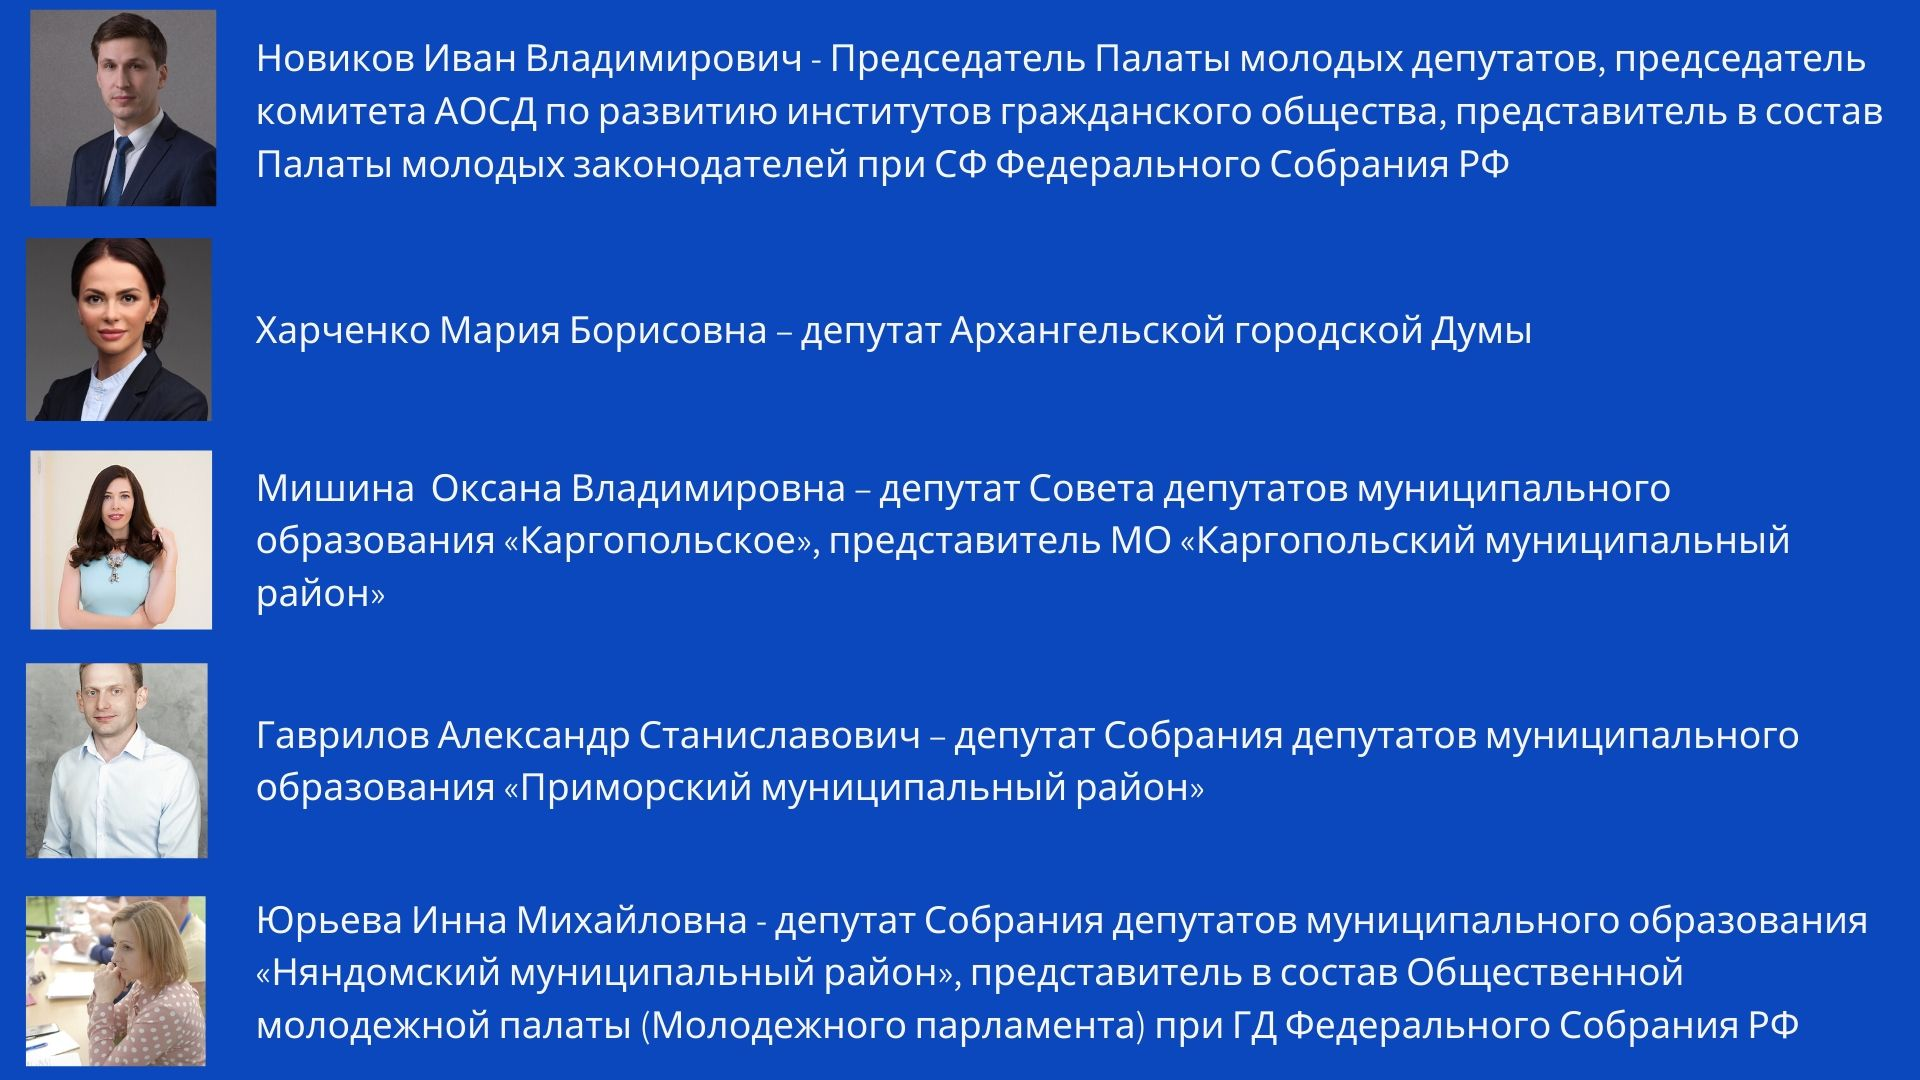 Новиков Иван Владимирович - Председатель Палаты молодых депутатов, председатель
комитета АОСД по развитию институтов гражданского общества, представитель в состав
Палаты молодых законодателей при СФ Федерального Собрания РФ
Харченко Мария Борисовна – депутат Архангельской городской Думы
Мишина  Оксана Владимировна – депутат Совета депутатов муниципального
образования «Каргопольское», представитель МО «Каргопольский муниципальный
район»
Гаврилов Александр Станиславович – депутат Собрания депутатов муниципального
образования «Приморский муниципальный район»
Юрьева Инна Михайловна - депутат Собрания депутатов муниципального образования
«Няндомский муниципальный район», представитель в состав Общественной
молодежной палаты (Молодежного парламента) при ГД Федерального Собрания РФ